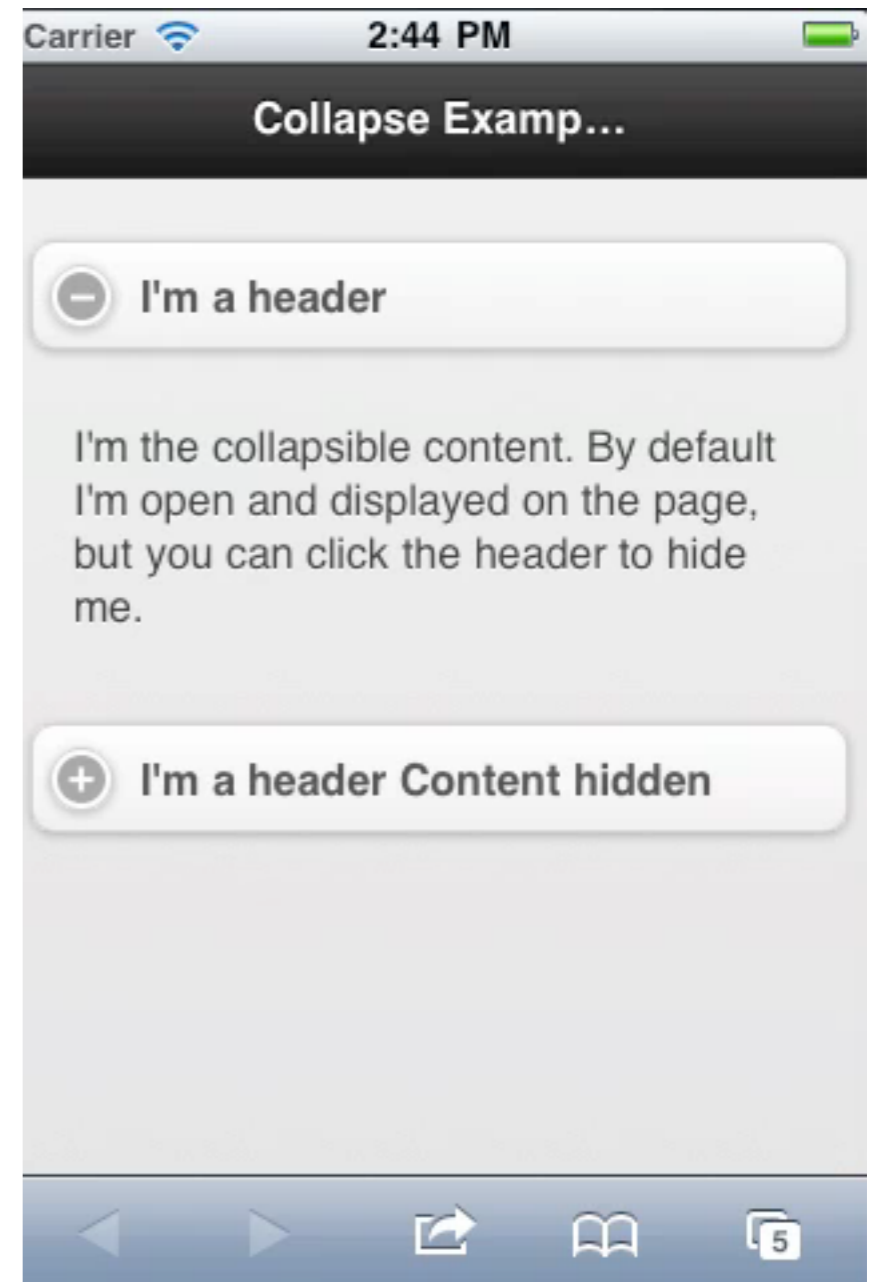 Carrier 2:44 PM
Collapse Examp...
I'm a header
I'm the collapsible content. By default
I'm open and displayed on the page,
but you can click the header to hide
me.
I'm a header Content hidden
5